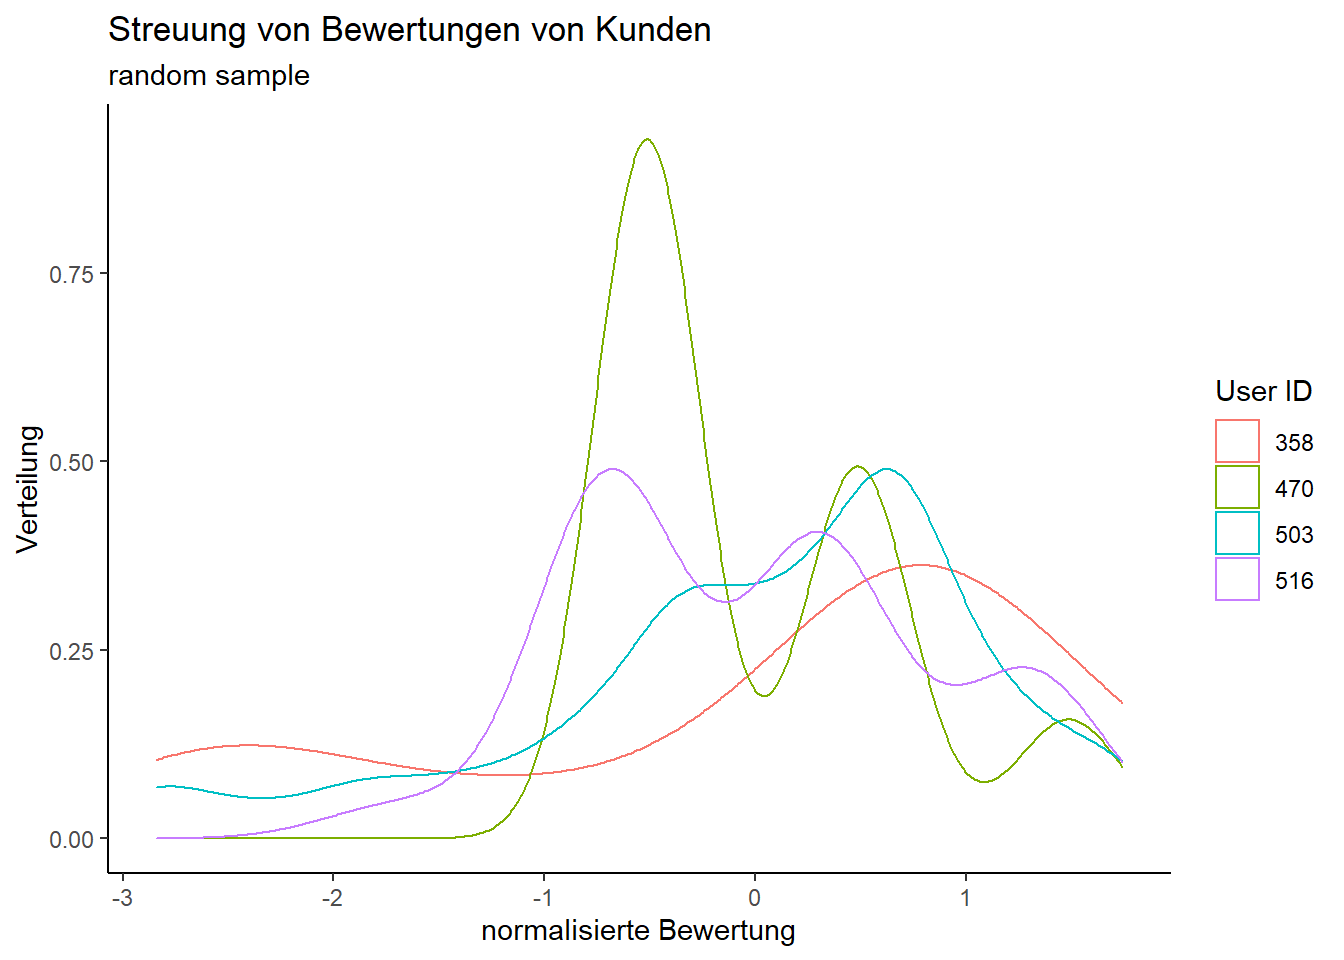 Streuung von Bewertungen von Kunden
random sample
Verteilung
0.75
0.50
0.25
0.00
-3
-2
-1
0
1
normalisierte Bewertung
User ID
358
470
503
516